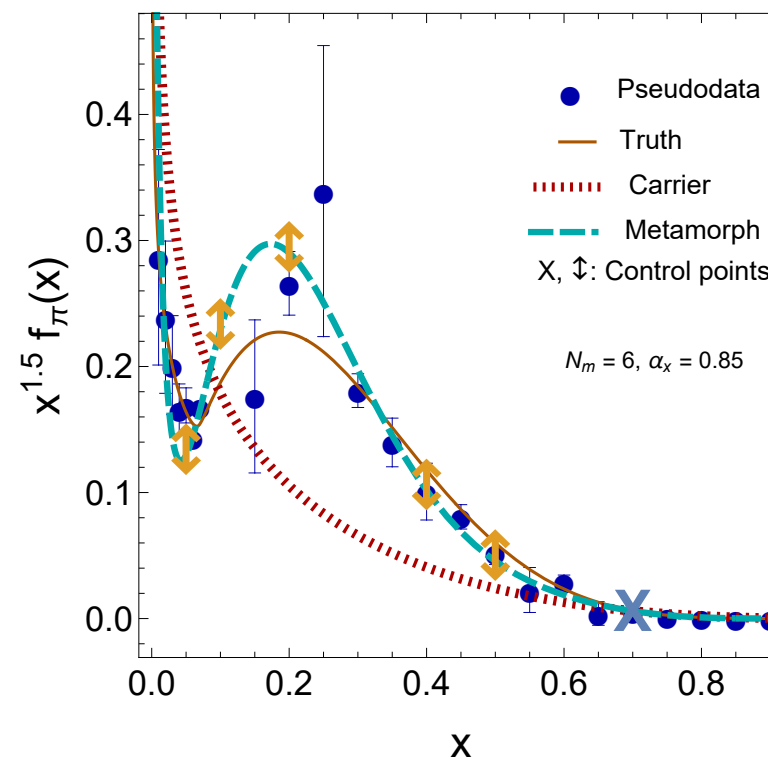 Pseudodata
Truth
Carrier
Metamorph
X, ↕: Control points
N_m = 6, α_x = 0.85
x^1.5 f_π(x)
0.4
0.3
0.2
0.1
0.0
X
0.0 0.2 0.4 0.6 0.8
x